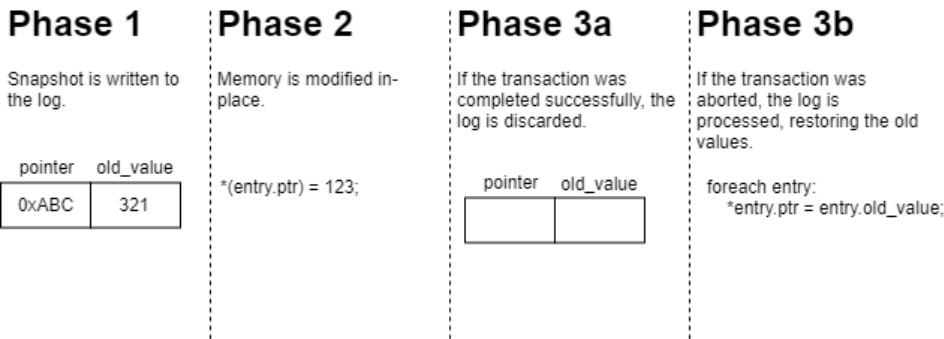 Phase 1
Snapshot is written to
the log.
pointer old_value
0xABC 321
Phase 2
Memory is modified in-
place.
*(entry.ptr) = 123;
Phase 3a
If the transaction was
completed successfully, the
log is discarded.
pointer old_value
Phase 3b
If the transaction was
aborted, the log is
processed, restoring the old
values.
foreach entry:
*entry.ptr = entry.old_value;